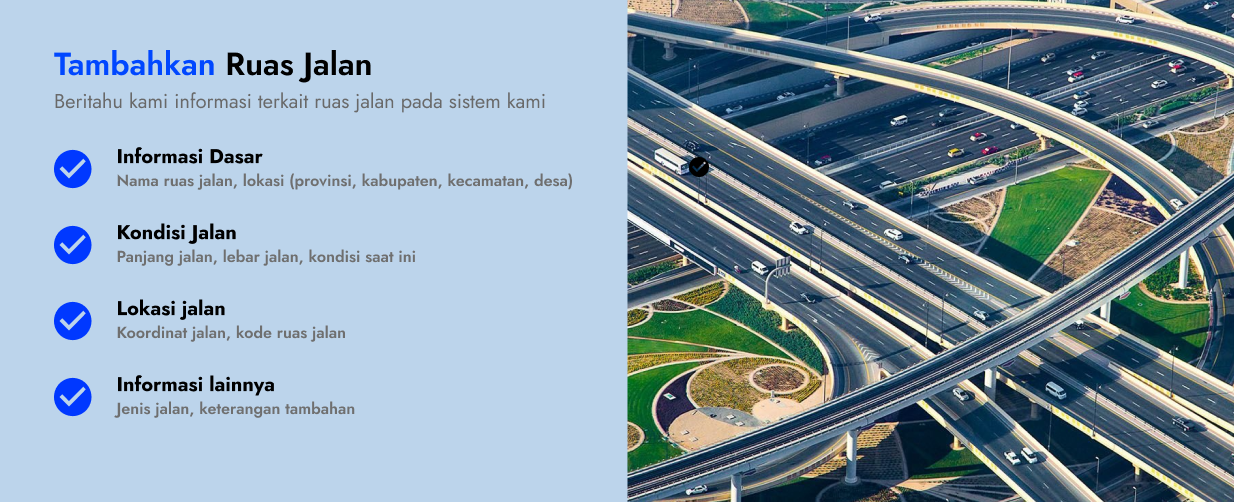 Tambahkan Ruas Jalan
Beritahu kami informasi terkait ruas jalan pada sistem kami
Informasi Dasar
Nama ruas jalan, lokasi (provinsi, kabupaten, kecamatan, desa)
Kondisi Jalan
Panjang jalan, lebar jalan, kondisi saat ini
Lokasi jalan
Koordinat jalan, kode ruas jalan
Informasi lainnya
Jenis jalan, keterangan tambahan